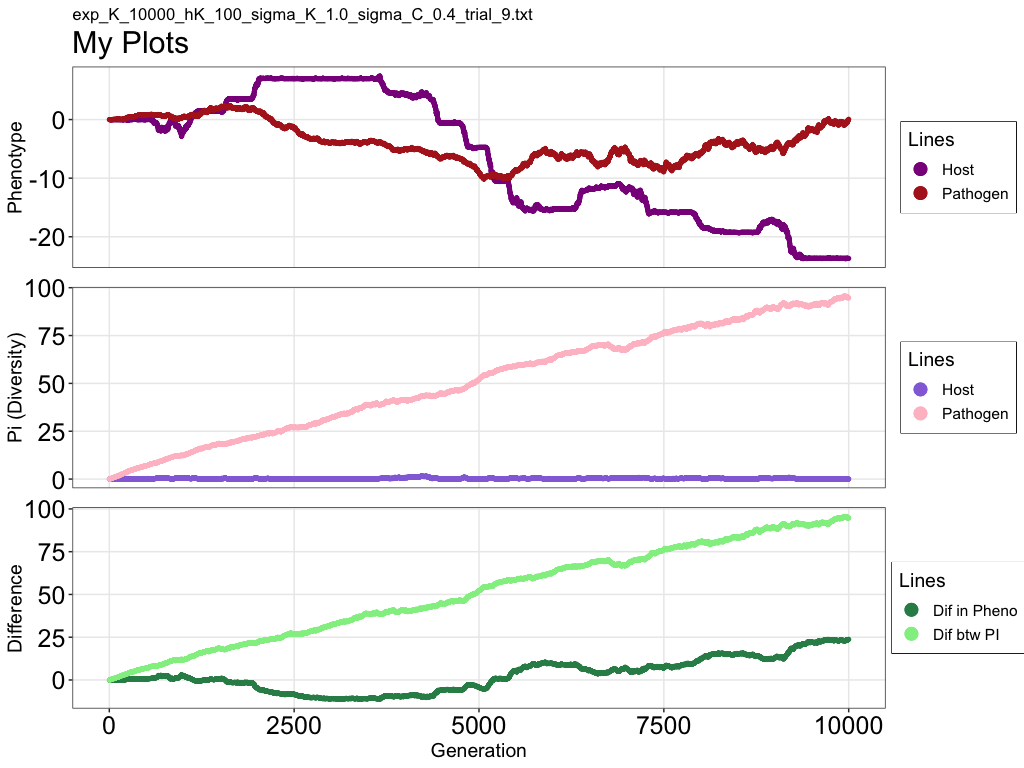 exp_K_10000_hK_100_sigma_K_1.0_sigma_C_0.4_trial_9.txt
My Plots
Phenotype
0
-10
-20
Lines
Host
Pathogen
Pi (Diversity)
100
75
50
25
0
Lines
Host
Pathogen
Difference
100
75
50
25
0
Lines
Dif in Pheno
Dif btw PI
0 2500 5000 7500 10000
Generation